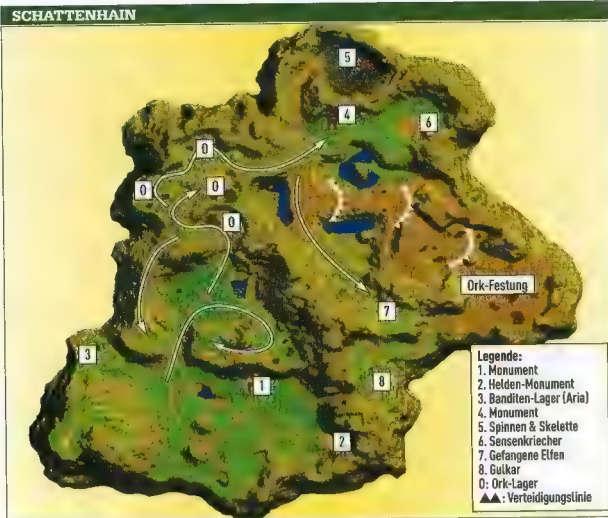 SCHATTENHAIN
5
4
6
0
0
0
0
Ork-Festung
7
3
1
8
2
Legende:
1. Monument
2. Helden-Monument
3. Banditen-Lager (Aria)
4. Monument
5. Spinnen & Skelette
6. Sensenkriecher
7. Gefangene Elfen
8. Gulkar
0: Ork-Lager
▲▲: Verteidigungslinie